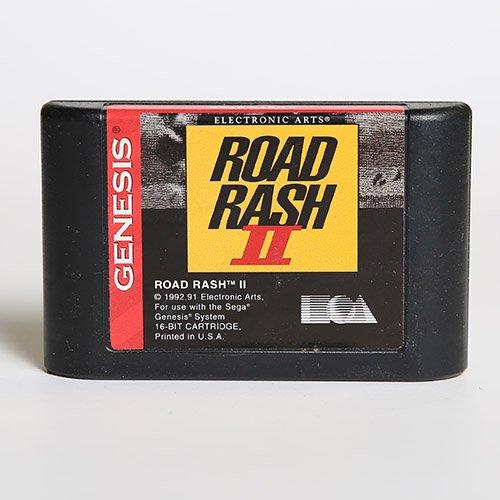 GENESIS®
ELECTRONIC ARTS®
ROAD
RASH
II
ROAD RASH™ II
© 1992,91 Electronic Arts,
For use with the Sega®
Genesis® System
16-BIT CARTRIDGE,
Printed in U.S.A.
EA